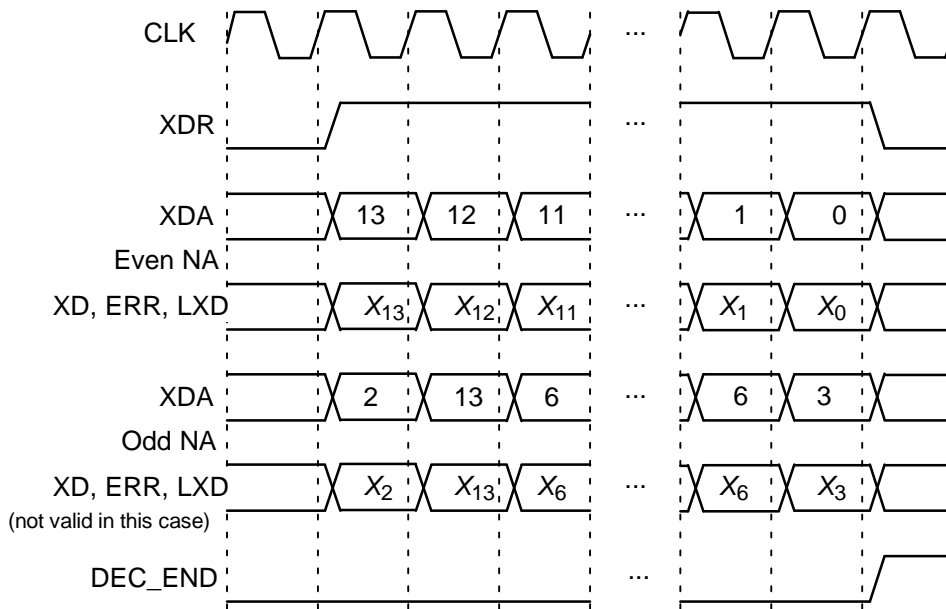 CLK ...
XDR ...
XDA 13 12 11 ... 1 0
Even NA
XD, ERR, LXD X13 X12 X11 ... X1 X0
XDA 2 13 6 ... 6 3
Odd NA
XD, ERR, LXD X2 X13 X6 ... X6 X3
(not valid in this case)
DEC_END ...